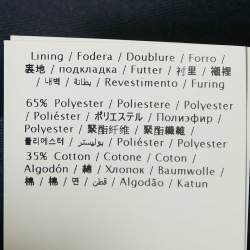 Lining / Fodera / Doublure / Forro /
裏地 / подкладка / Futter / 衬里 / 襯裡
/ 내벽 / بطانة / Revestimento / Furing
65% Polyester / Poliestere / Polyester
/ Poliéster / ポリエステル / Полиэфир /
Polyester / 聚酯纤维 / 聚酯纖維 /
폴리에스터 / بوليستر / Poliéster /
35% Cotton / Cotone / Coton /
Algodón / 綿 / Хлопок / Baumwolle /
棉 / 棉 / 면 / قطن / Algodão / Katun